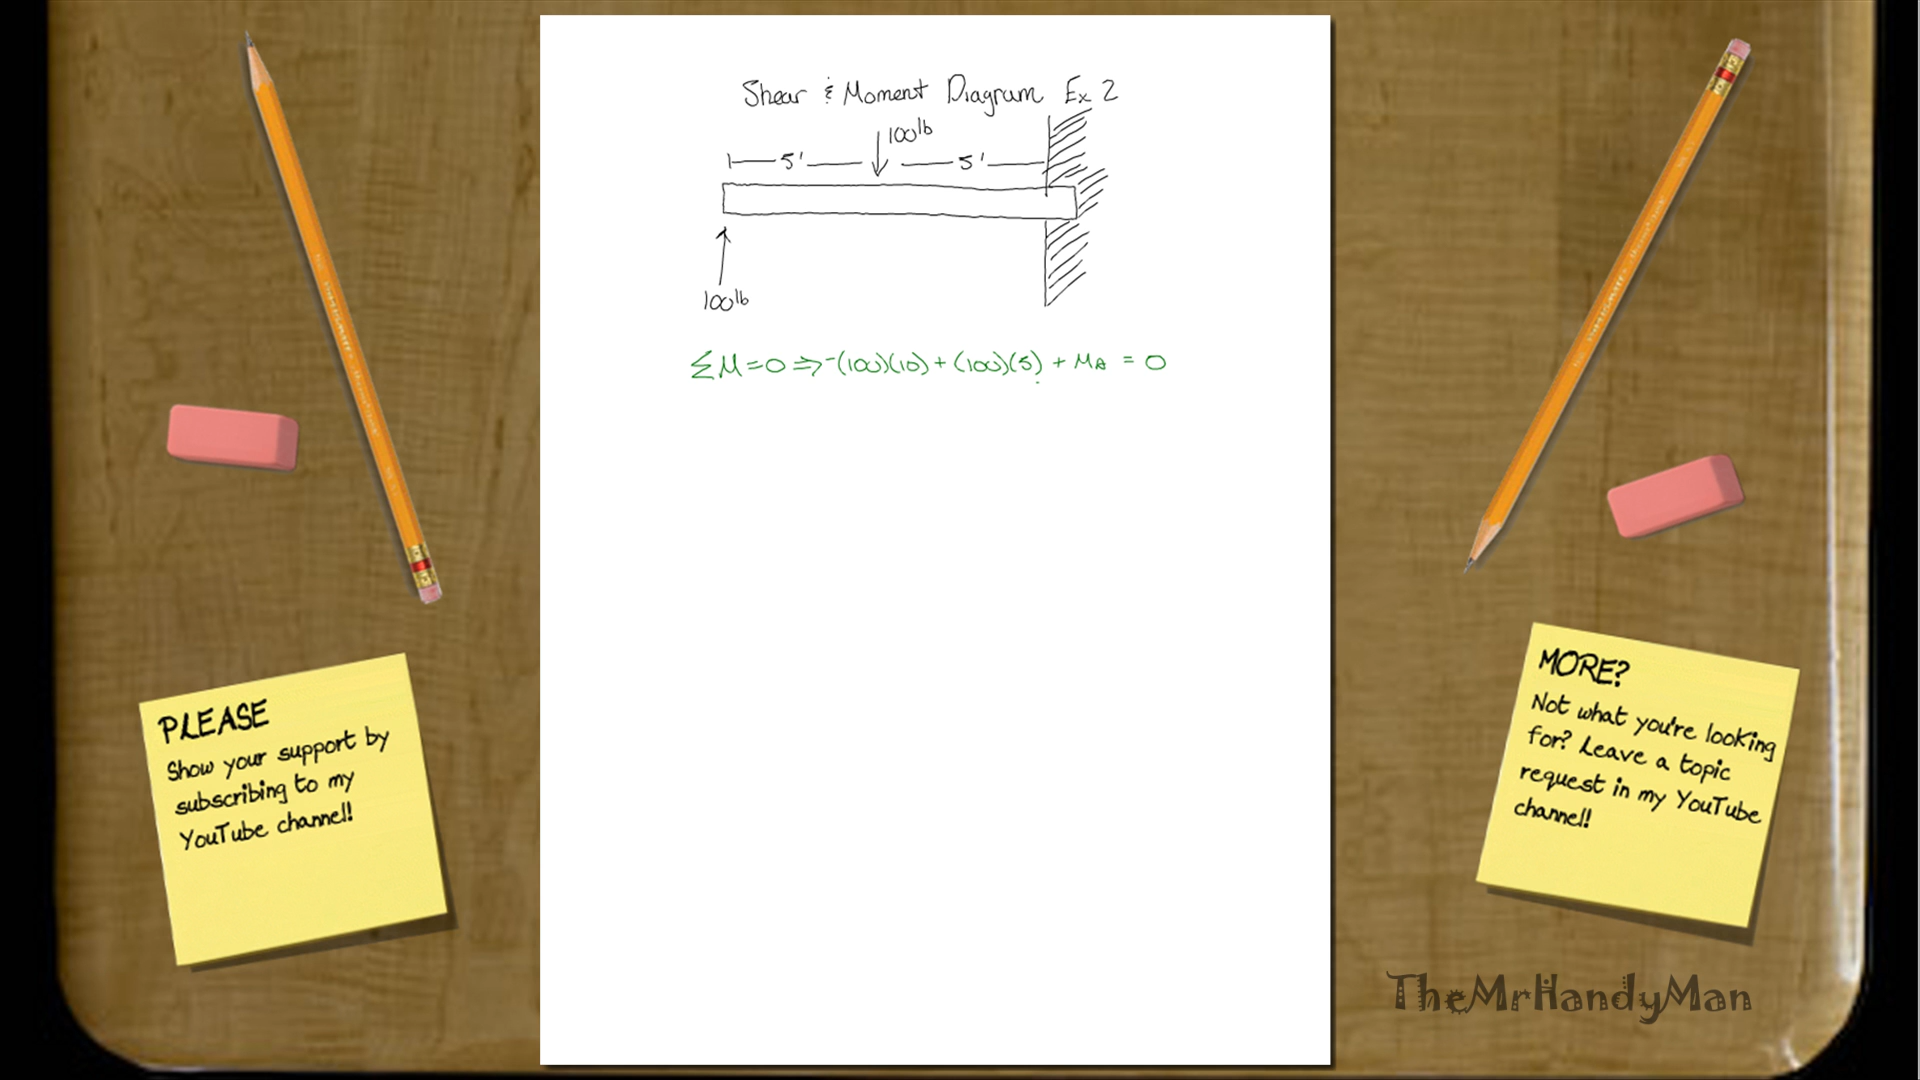 Shear & Moment Diagram Ex 2
100lb
5' 5'
100lb
ΣM=0 ⇒ -(100)(10) + (100)(5) + MA = 0
PLEASE
Show your support by
subscribing to my
YouTube channel!
MORE?
Not what you're looking
for? Leave a topic
request in my YouTube
channel!
TheMrHandyMan